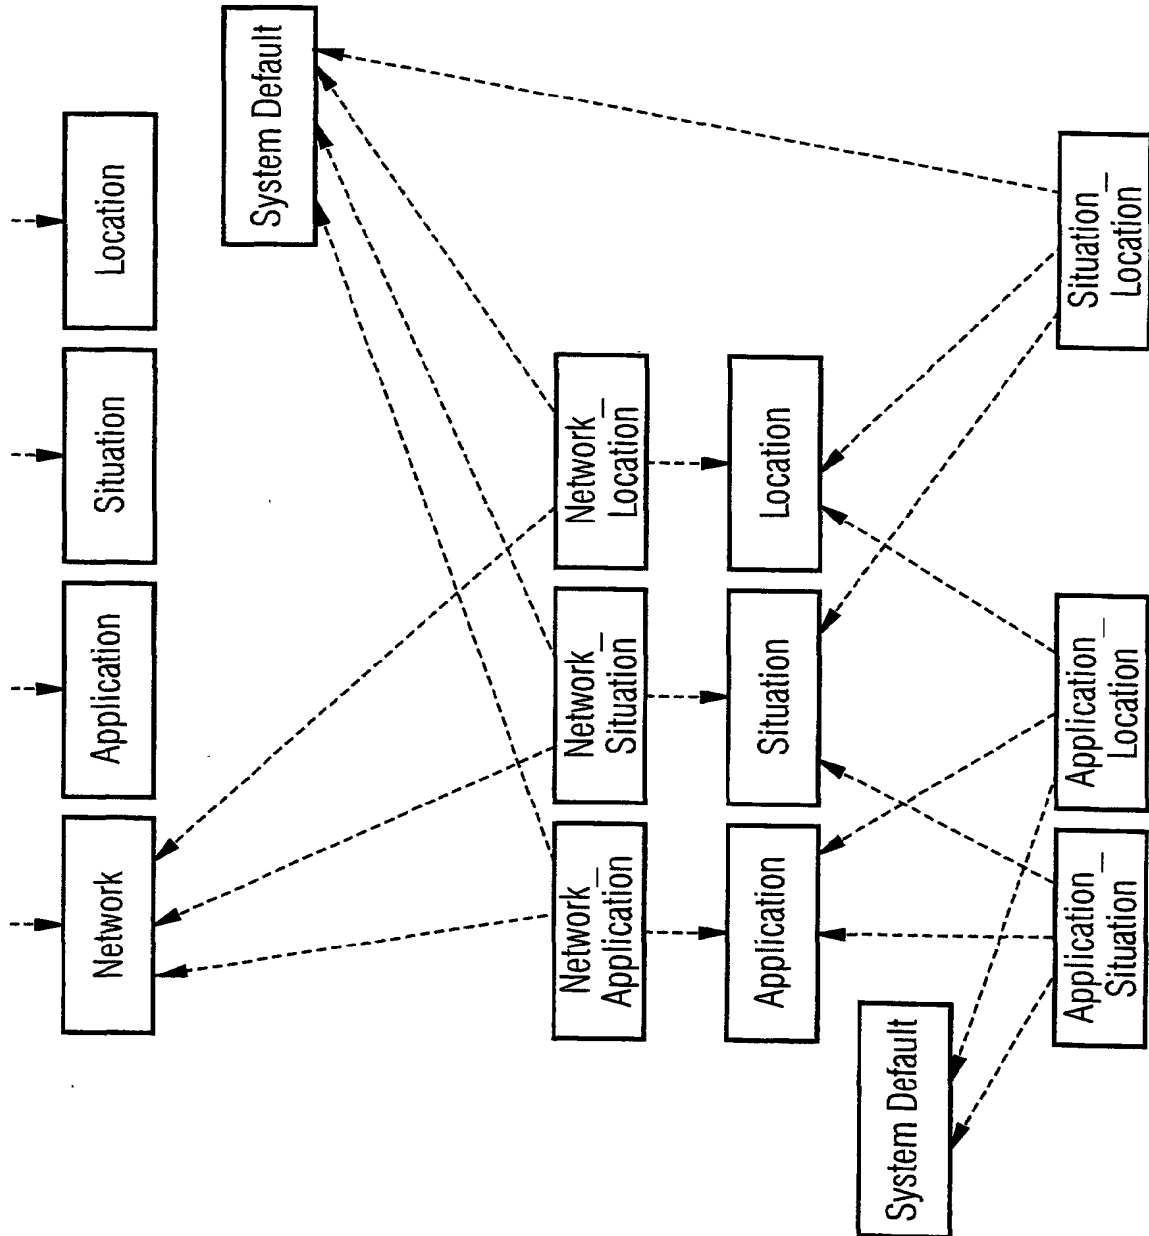 Network
Application
Situation
Location
System Default
Network_
Application
Network_
Situation
Network_
Location
Application
Situation
Location
System Default
Application_
Situation
Application_
Location
Situation_
Location